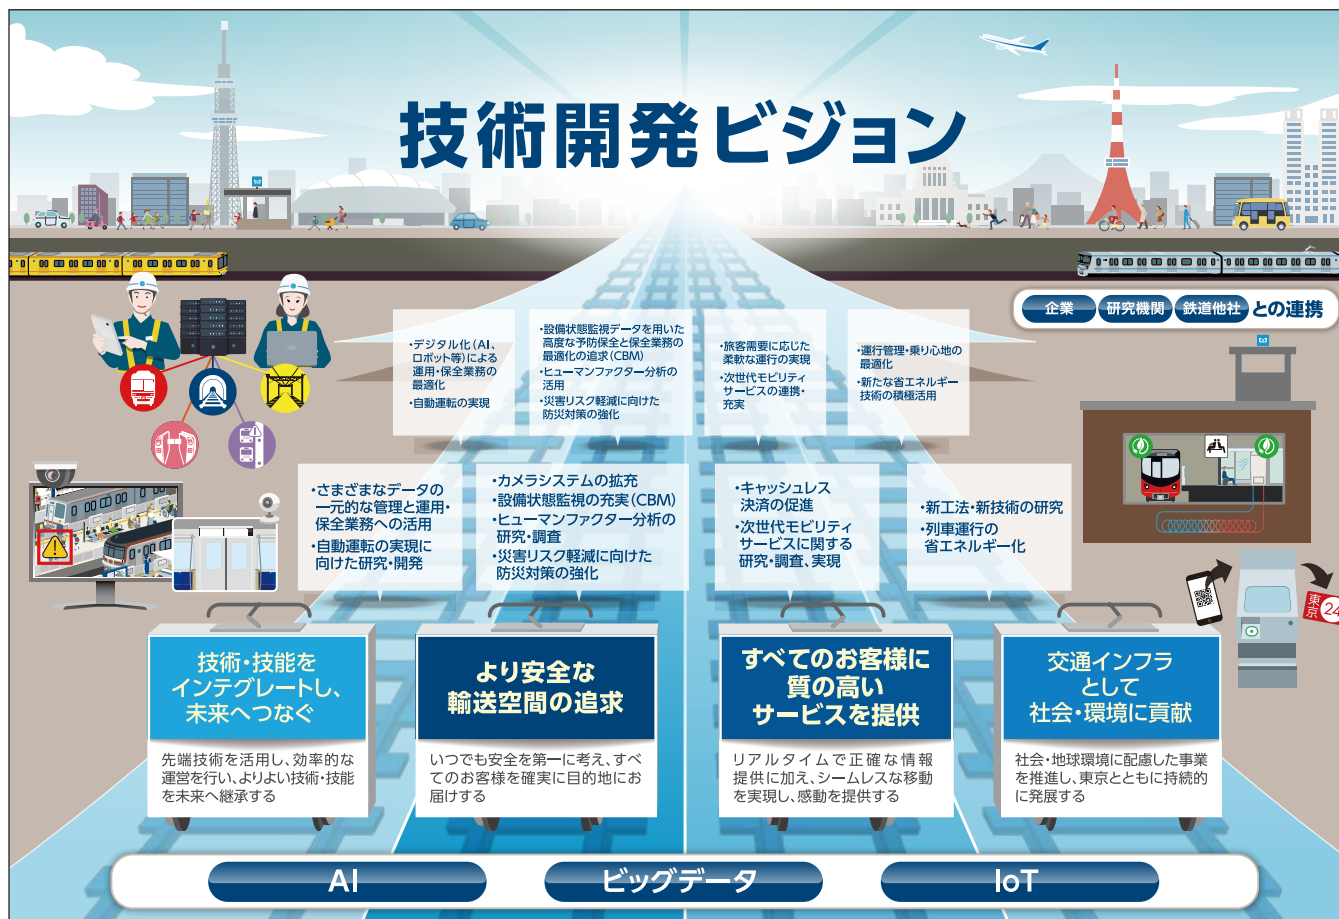 技術開発ビジョン
企業
研究機関
鉄道他社
との連携
・デジタル化（AI、
ロボット等）による
運用・保全業務の
最適化
・自動運転の実現
・設備状態監視データを用いた
高度な予防保全と保全業務の
最適化の追求（CBM）
・ヒューマンファクター分析の
活用
・災害リスク軽減に向けた
防災対策の強化
・旅客需要に応じた
柔軟な運行の実現
・次世代モビリティ
サービスの連携・
充実
・運行管理・乗り心地の
最適化
・新たな省エネルギー
技術の積極活用
・さまざまなデータの
一元的な管理と運用・
保全業務への活用
・自動運転の実現に
向けた研究・開発
・カメラシステムの拡充
・設備状態監視の充実（CBM）
・ヒューマンファクター分析の
研究・調査
・災害リスク軽減に向けた
防災対策の強化
・キャッシュレス
決済の促進
・次世代モビリティ
サービスに関する
研究・調査、実現
・新工法・新技術の研究
・列車運行の
省エネルギー化
東京
24
技術・技能を
インテグレートし、
未来へつなぐ
先端技術を活用し、効率的な
運営を行い、よりよい技術・技能
を未来へ継承する
より安全な
輸送空間の追求
いつでも安全を第一に考え、すべ
てのお客様を確実に目的地にお
届けする
すべてのお客様に
質の高い
サービスを提供
リアルタイムで正確な情報
提供に加え、シームレスな移動
を実現し、感動を提供する
交通インフラ
として
社会・環境に貢献
社会・地球環境に配慮した事業
を推進し、東京とともに持続的
に発展する
AI
ビッグデータ
IoT